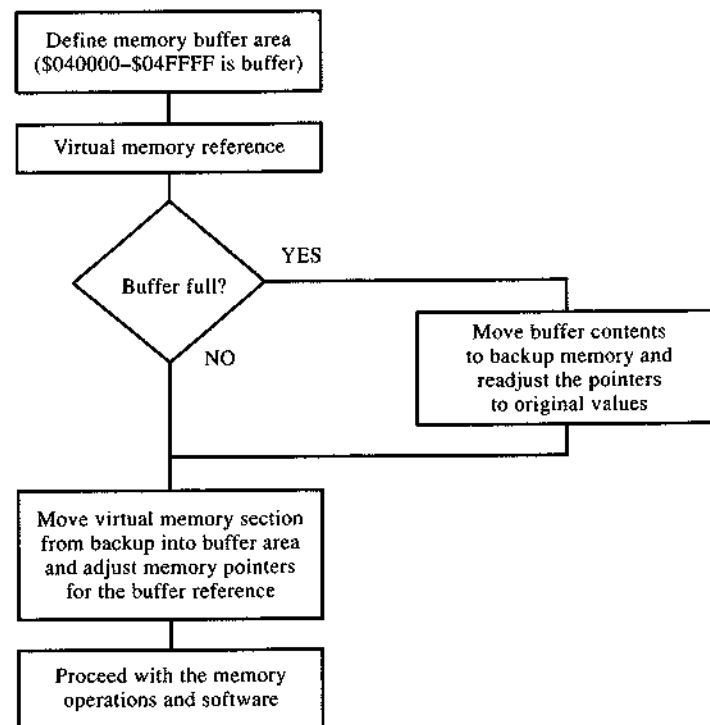 Define memory buffer area
($040000–$04FFFF is buffer)
Virtual memory reference
Buffer full?
YES
NO
Move buffer contents
to backup memory and
readjust the pointers
to original values
Move virtual memory section
from backup into buffer area
and adjust memory pointers
for the buffer reference
Proceed with the memory
operations and software